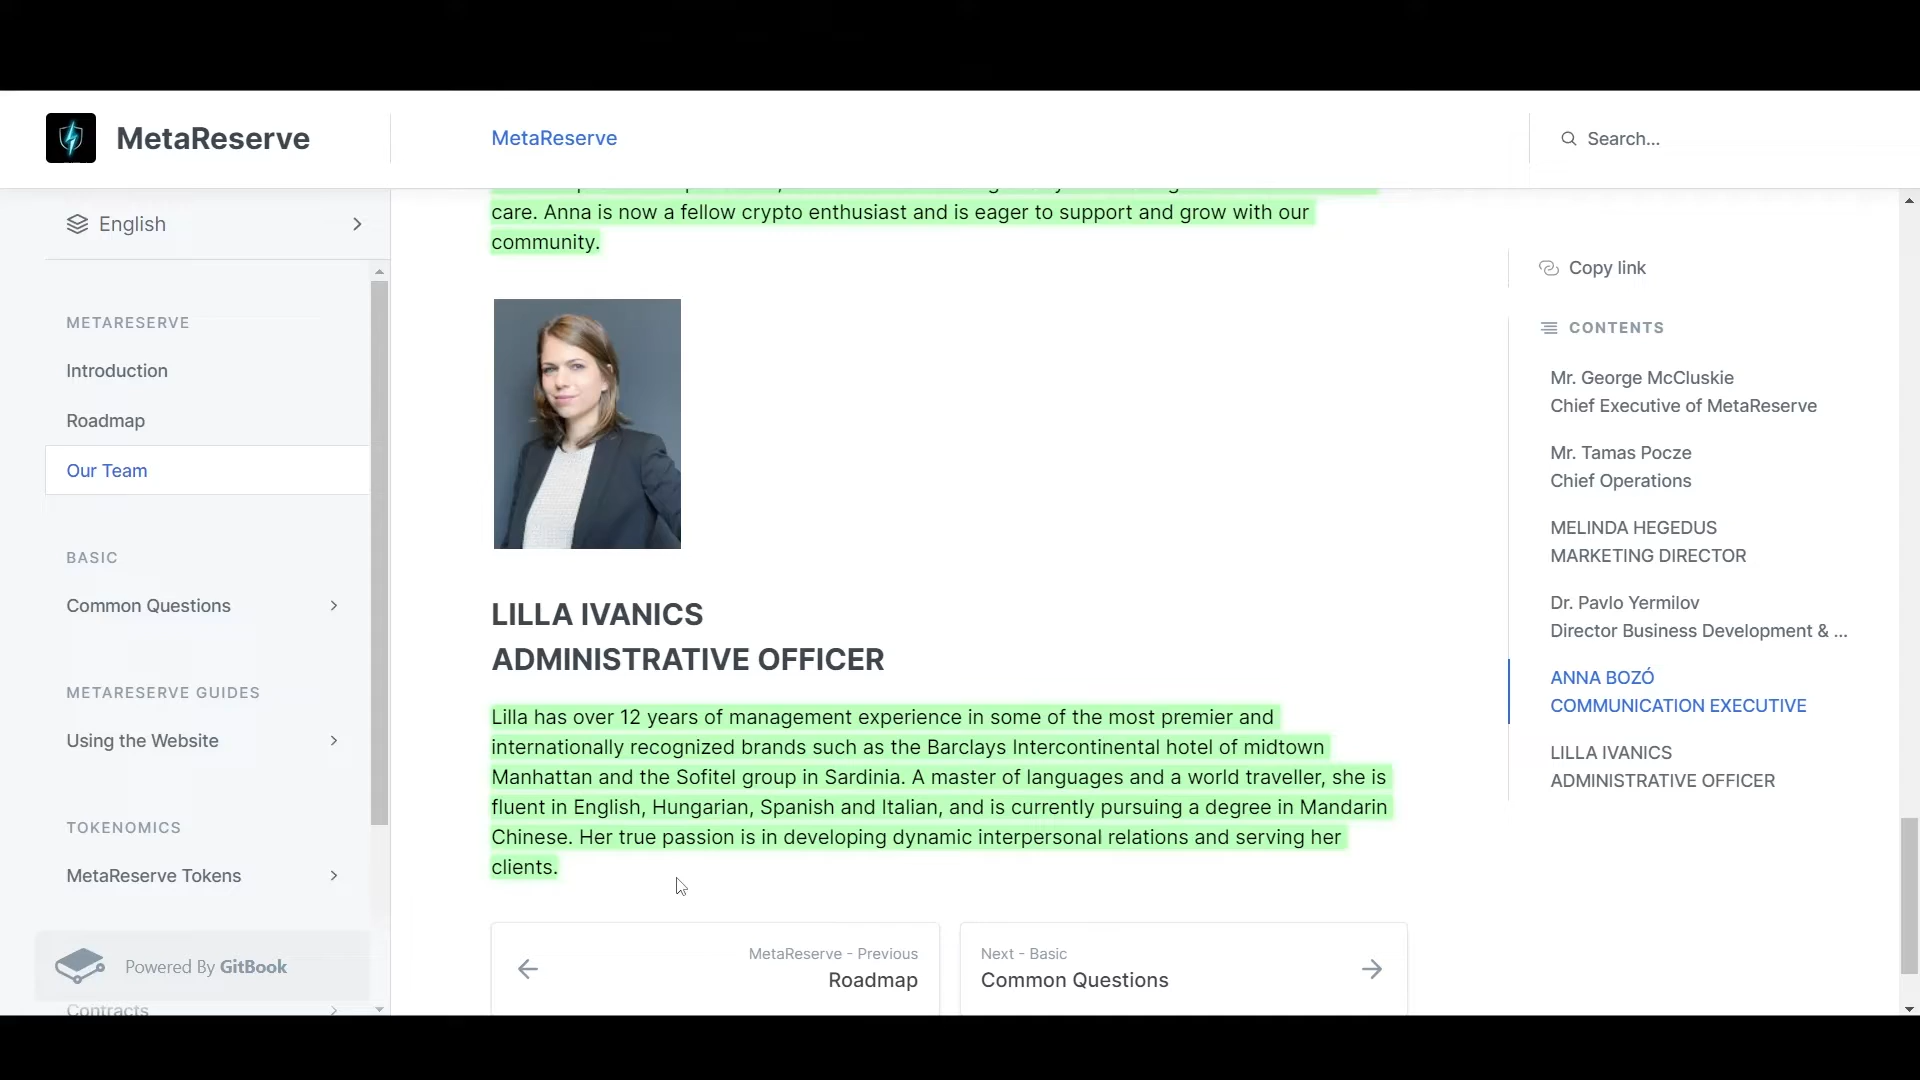 MetaReserve
MetaReserve
Search...
English
METARESERVE
Introduction
Roadmap
Our Team
BASIC
Common Questions
METARESERVE GUIDES
Using the Website
TOKENOMICS
MetaReserve Tokens
Powered By GitBook
Contracts
care. Anna is now a fellow crypto enthusiast and is eager to support and grow with our
community.
LILLA IVANICS
ADMINISTRATIVE OFFICER
Lilla has over 12 years of management experience in some of the most premier and
internationally recognized brands such as the Barclays Intercontinental hotel of midtown
Manhattan and the Sofitel group in Sardinia. A master of languages and a world traveller, she is
fluent in English, Hungarian, Spanish and Italian, and is currently pursuing a degree in Mandarin
Chinese. Her true passion is in developing dynamic interpersonal relations and serving her
clients.
MetaReserve - Previous
Roadmap
Next - Basic
Common Questions
Copy link
CONTENTS
Mr. George McCluskie
Chief Executive of MetaReserve
Mr. Tamas Pocze
Chief Operations
MELINDA HEGEDUS
MARKETING DIRECTOR
Dr. Pavlo Yermilov
Director Business Development & ...
ANNA BOZÓ
COMMUNICATION EXECUTIVE
LILLA IVANICS
ADMINISTRATIVE OFFICER